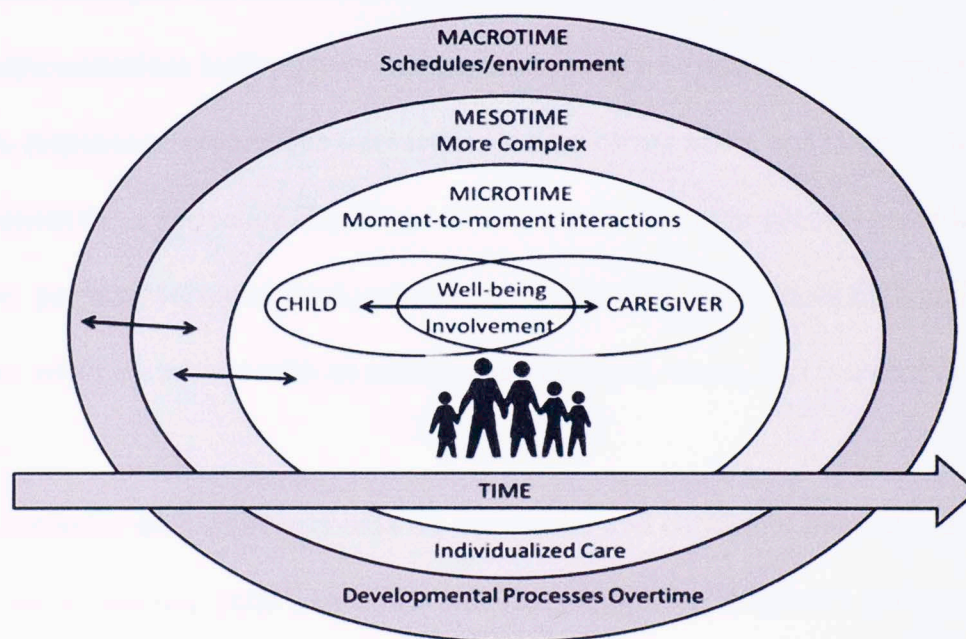 MACROTIME
Schedules/environment
MESOTIME
More Complex
MICROTIME
Moment-to-moment interactions
CHILD
Well-being
Involvement
CAREGIVER
TIME
Individualized Care
Developmental Processes Overtime